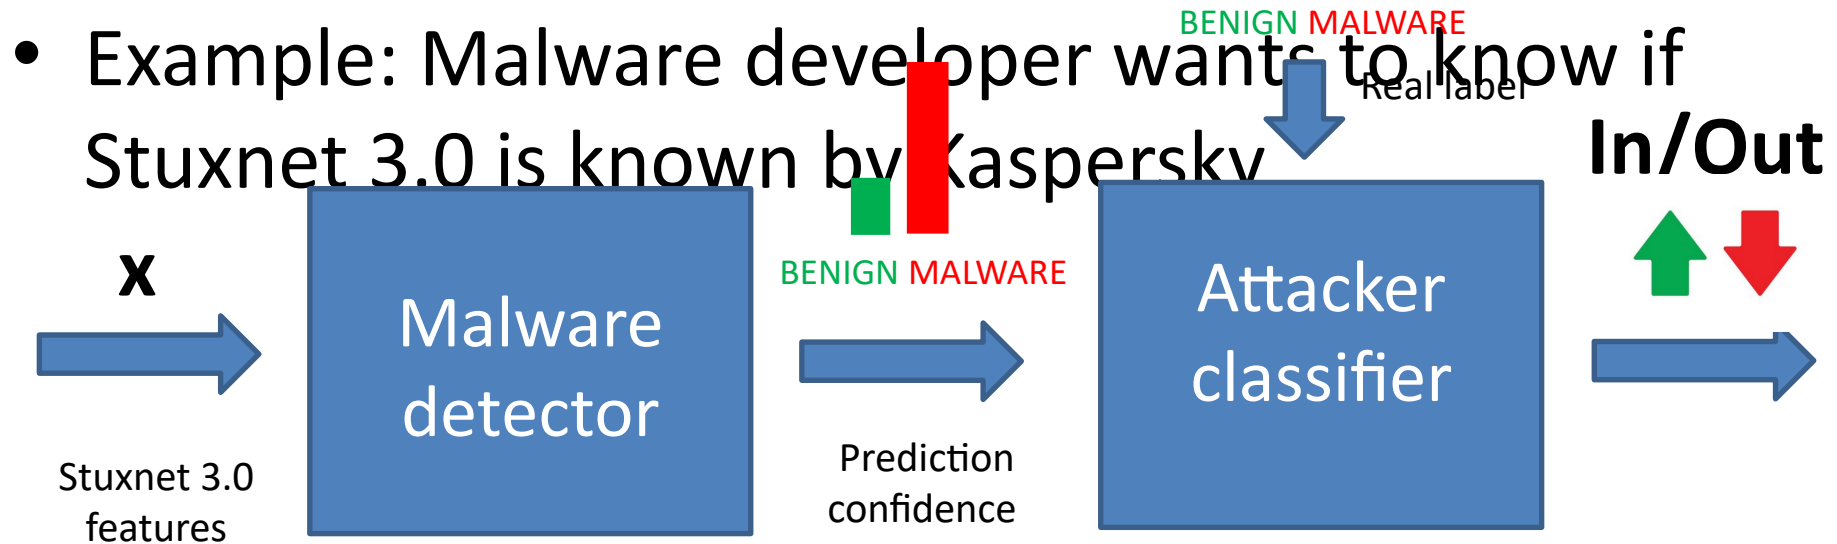 • Example: Malware developer wants to know if
Stuxnet 3.0 is known by Kaspersky
BENIGN MALWARE
Real label
In/Out
x
Malware
detector
BENIGN MALWARE
Attacker
classifier
Stuxnet 3.0
features
Prediction
confidence